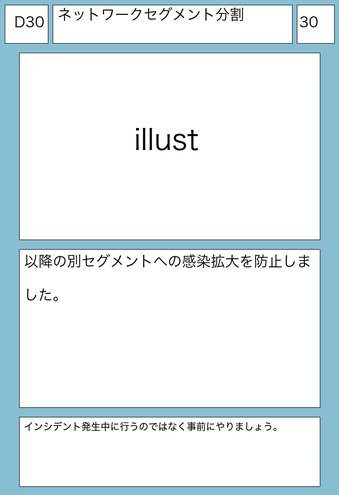 D30
ネットワークセグメント分割
30
illust
以降の別セグメントへの感染拡大を防止しま
した。
インシデント発生中に行うのではなく事前にやりましょう。